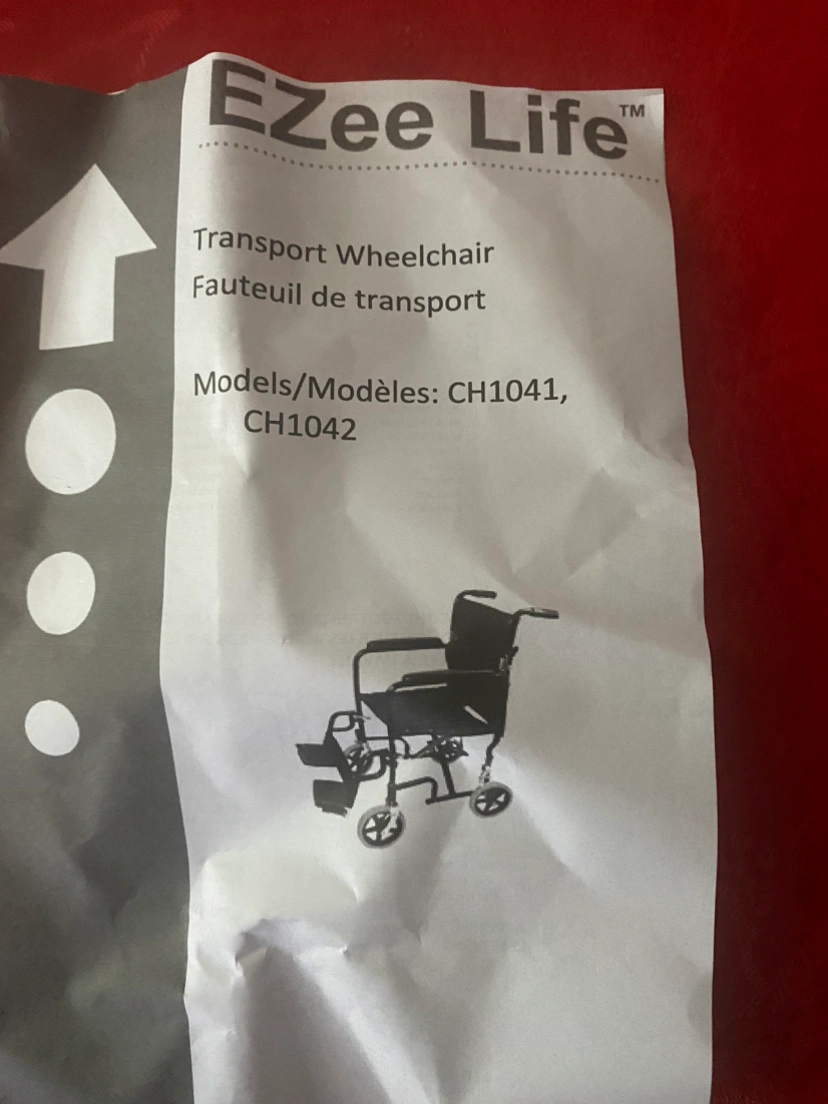 EZee Life™
Transport Wheelchair
Fauteuil de transport
Models/Modèles: CH1041,
CH1042